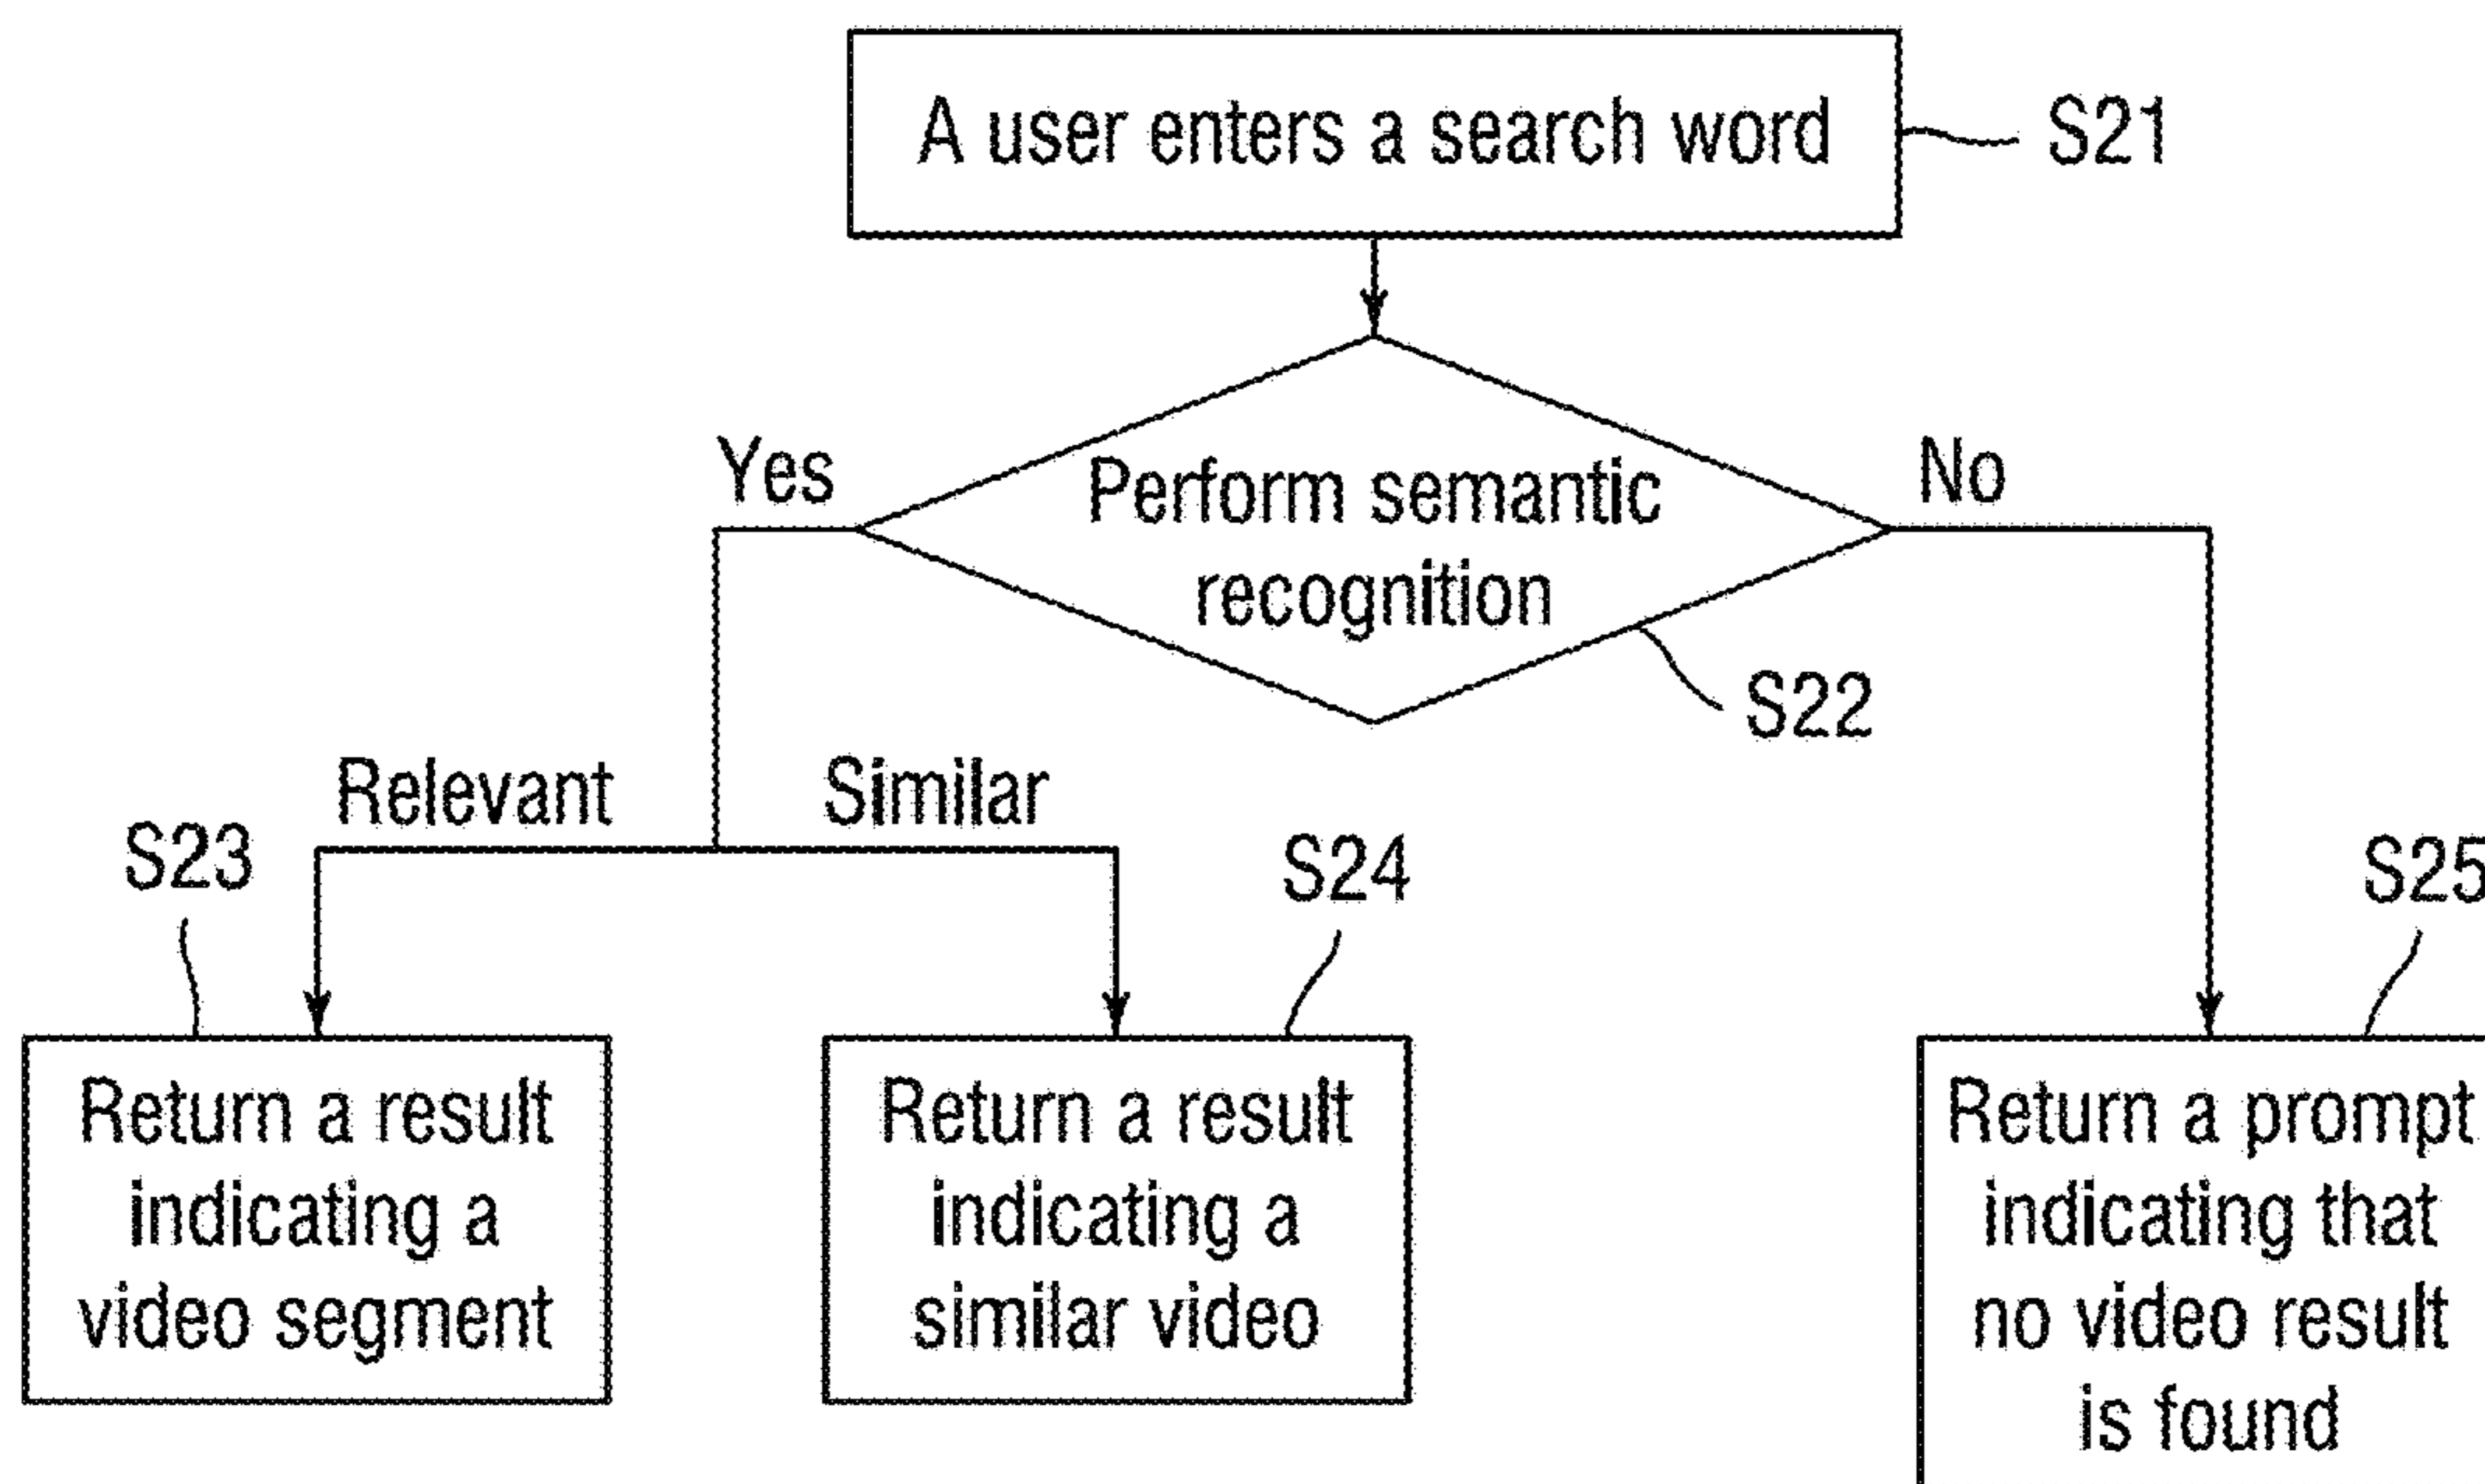 A user enters a search word
S21
Yes
Perform semantic
recognition
No
S22
Relevant
Similar
S23
S24
S25
Return a result
indicating a
video segment
Return a result
indicating a
similar video
Return a prompt
indicating that
no video result
is found